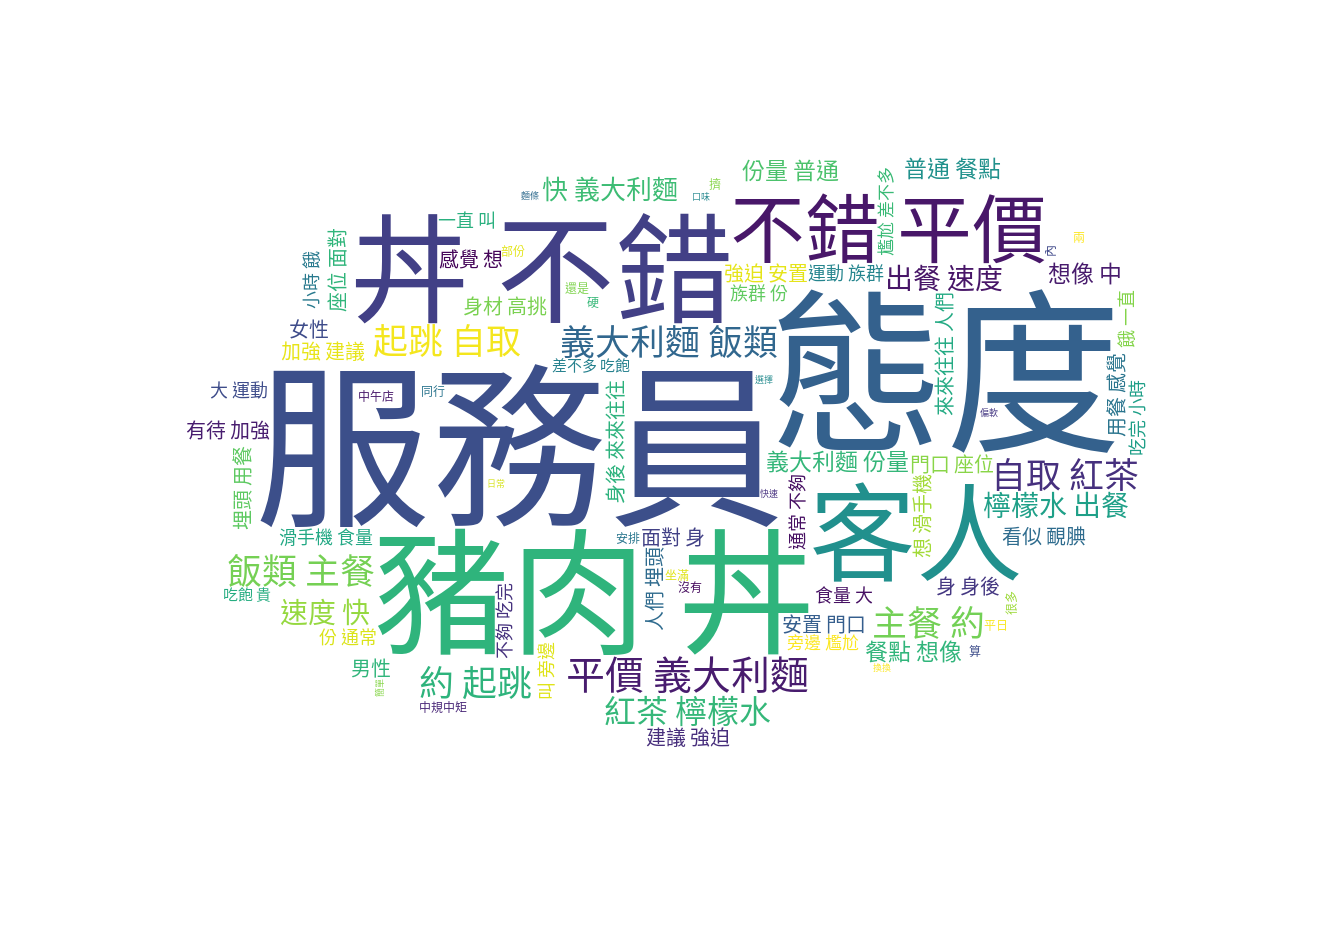 份量 普通
普通 餐點
快 義大利麵
擠
麵條
口味
尷尬 差不多
丼 不錯
不錯 平價
一直 叫
兩
內
座位 面對
小時 餓
感覺 想
部份
強迫 安置
運動 族群
出餐 速度
想像 中
身材 高挑
還是
硬
族群 份
態度
來來往往 人們
餓 一直
女性
起跳 自取
義大利麵 飯類
加強 建議
差不多 吃飽
服務員
選擇
大 運動
中午店
同行
用餐 感覺
吃完 小時
偏軟
有待 加強
身後 來來往往
埋頭 用餐
義大利麵 份量
門口 座位
自取 紅茶
日常
快速
通常 不夠
客人
想 滑手機
檸檬水 出餐
滑手機 食量
豬肉 丼
安排
面對 身
看似 靦腆
飯類 主餐
人們 埋頭
坐滿
沒有
身 身後
吃飽 貴
不夠 吃完
食量 大
很多
速度 快
安置 門口
主餐 約
平日
份 通常
旁邊 尷尬
餐點 想像
算
男性
約 起跳
叫 旁邊
平價 義大利麵
中規中矩
紅茶 檸檬水
建議 強迫